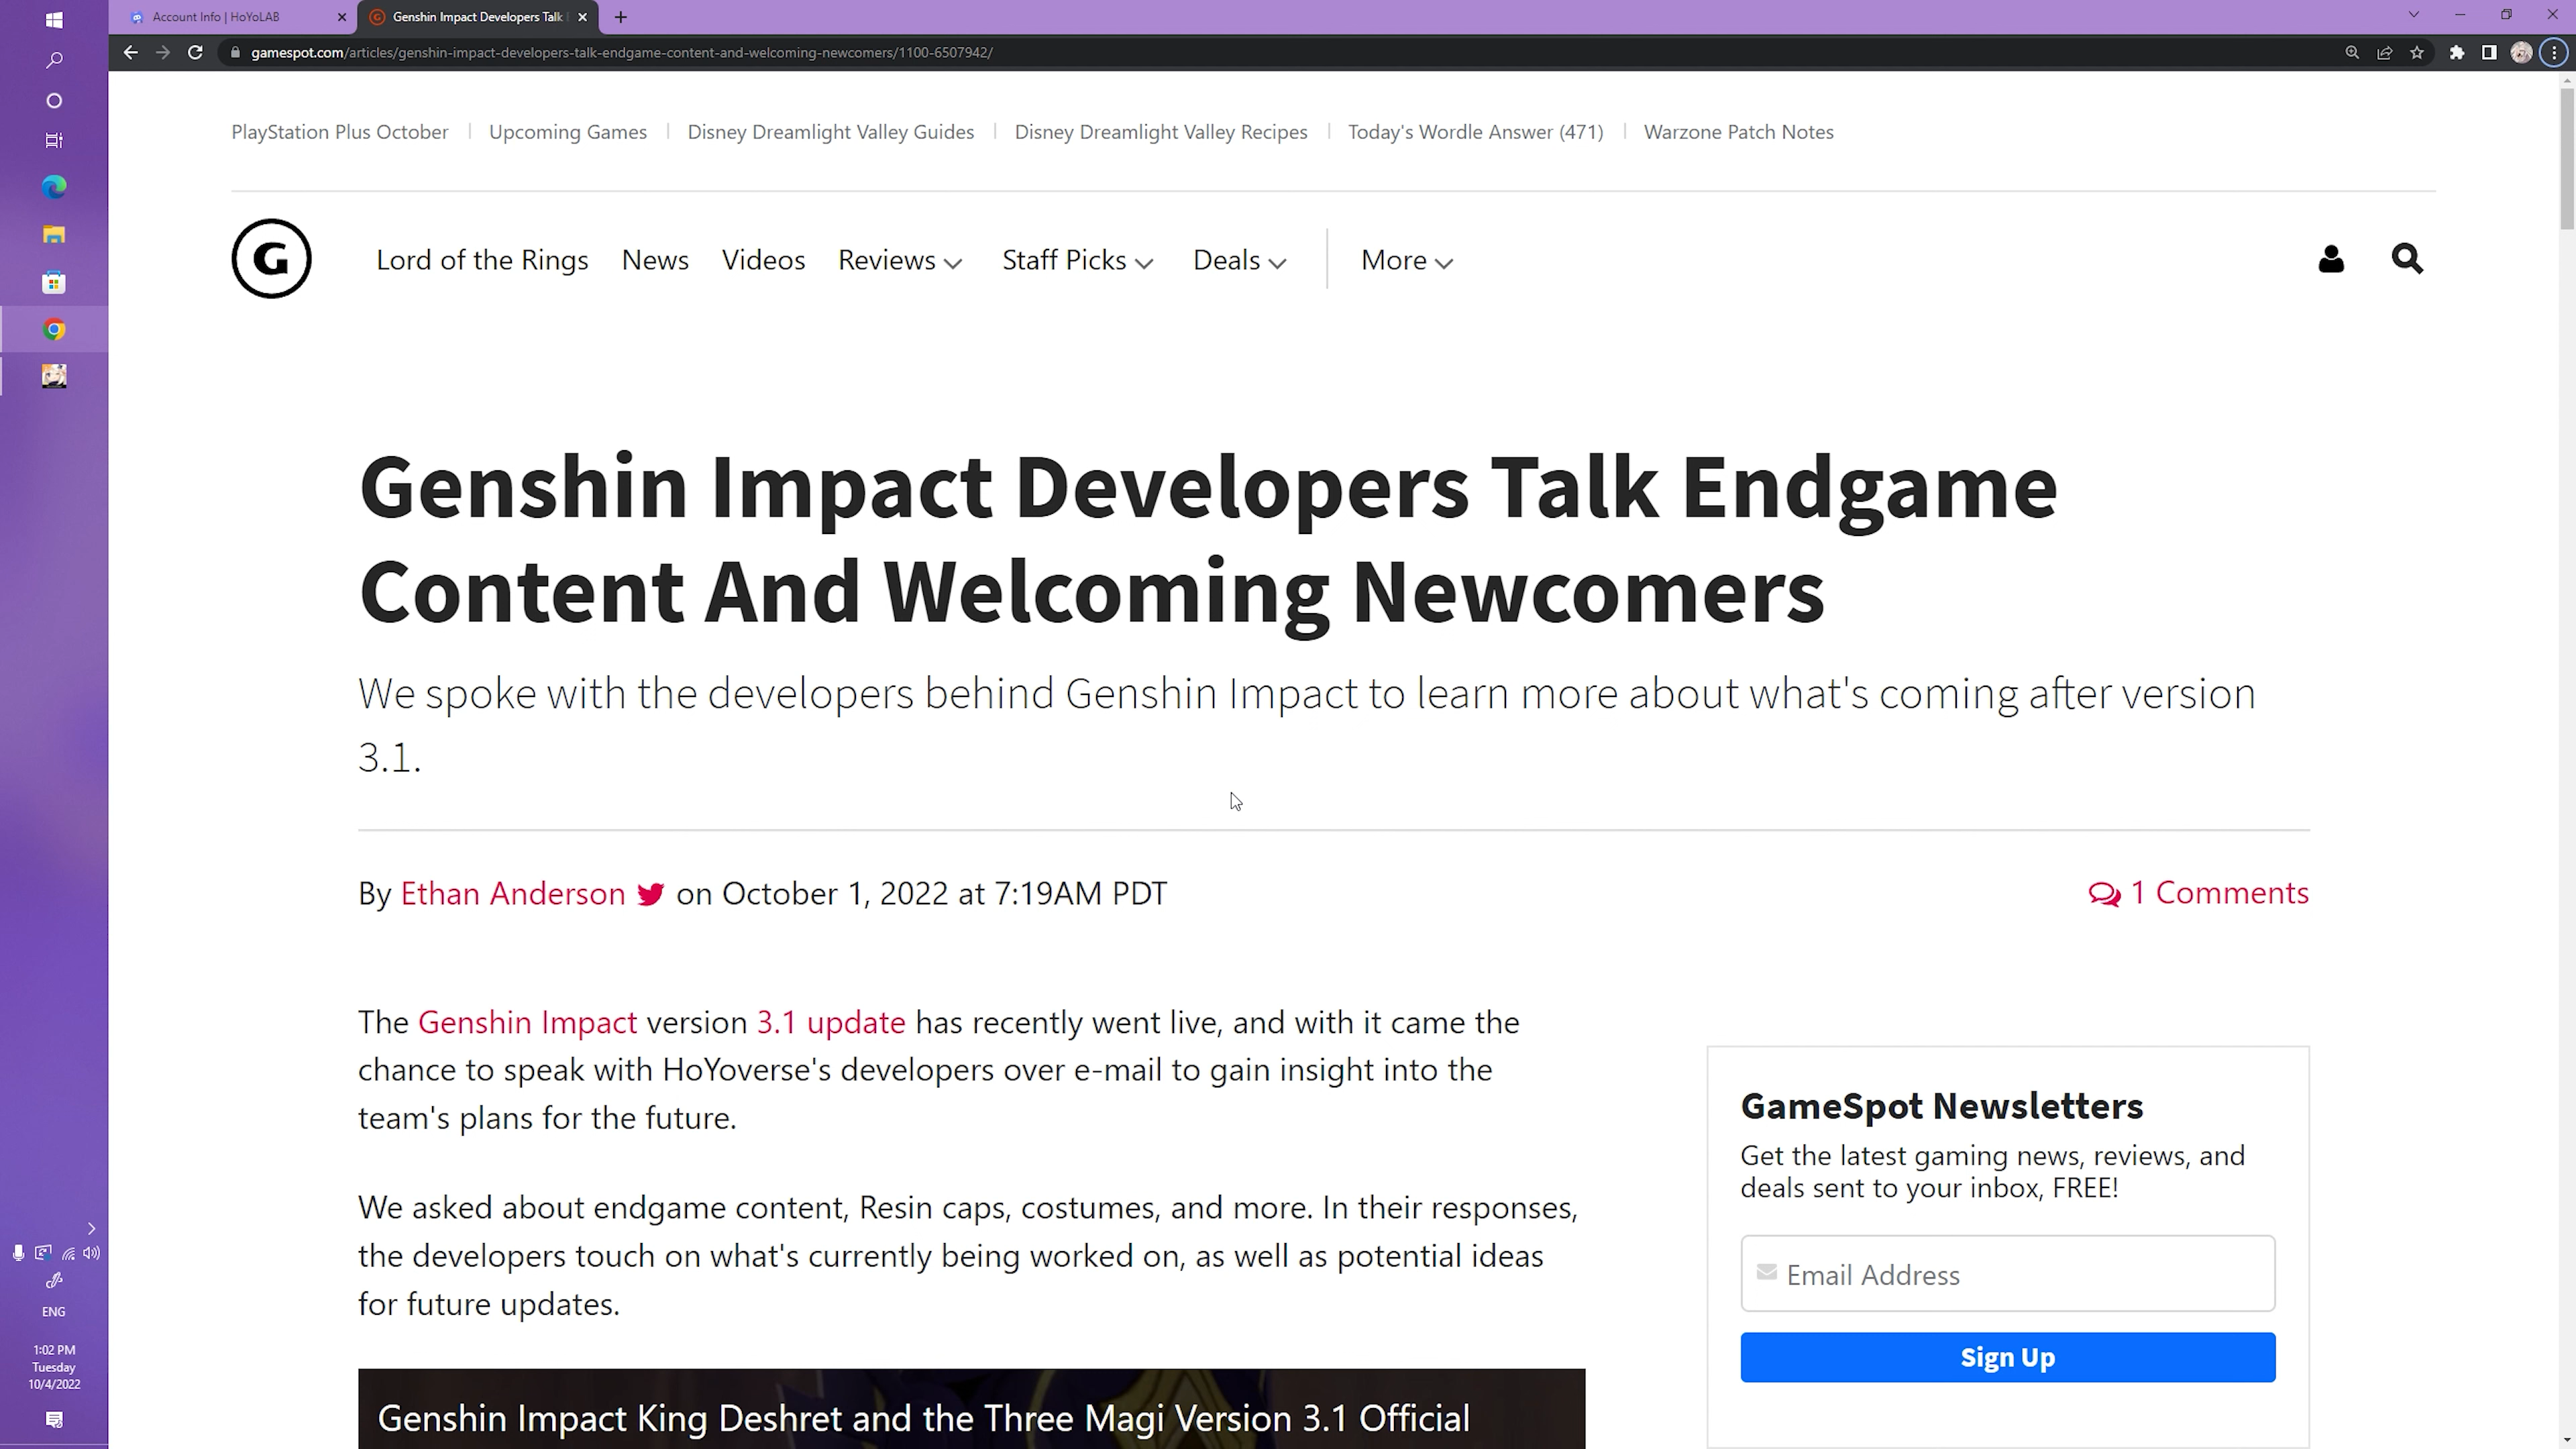 Account Info | HoYoLAB
Genshin Impact Developers Talk
gamespot.com/articles/genshin-impact-developers-talk-endgame-content-and-welcoming-newcomers/1100-6507942/
PlayStation Plus October | Upcoming Games | Disney Dreamlight Valley Guides | Disney Dreamlight Valley Recipes | Today's Wordle Answer (471) | Warzone Patch Notes
G Lord of the Rings News Videos Reviews Staff Picks Deals More
Genshin Impact Developers Talk Endgame
Content And Welcoming Newcomers
We spoke with the developers behind Genshin Impact to learn more about what's coming after version
3.1.
By Ethan Anderson on October 1, 2022 at 7:19AM PDT
1 Comments
The Genshin Impact version 3.1 update has recently went live, and with it came the
chance to speak with HoYoverse's developers over e-mail to gain insight into the
team's plans for the future.
We asked about endgame content, Resin caps, costumes, and more. In their responses,
the developers touch on what's currently being worked on, as well as potential ideas
for future updates.
Genshin Impact King Deshret and the Three Magi Version 3.1 Official
GameSpot Newsletters
Get the latest gaming news, reviews, and
deals sent to your inbox, FREE!
Email Address
Sign Up
ENG
1:02 PM
Tuesday
10/4/2022